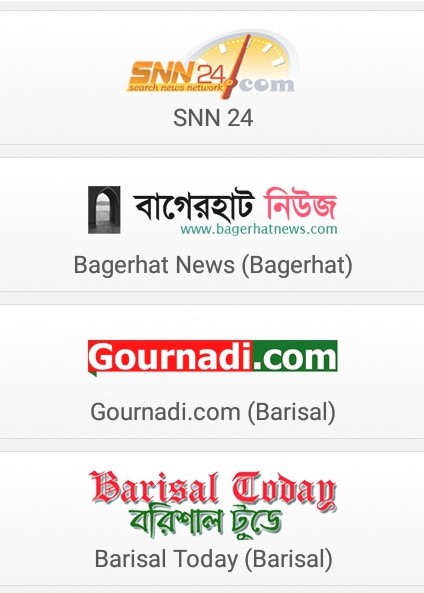 SNN24.com
search news network
SNN 24
বাগেরহাট নিউজ
www.bagerhatnews.com
Bagerhat News (Bagerhat)
Gournadi.com
Gournadi.com (Barisal)
Barisal Today
বরিশাল টুডে
Barisal Today (Barisal)